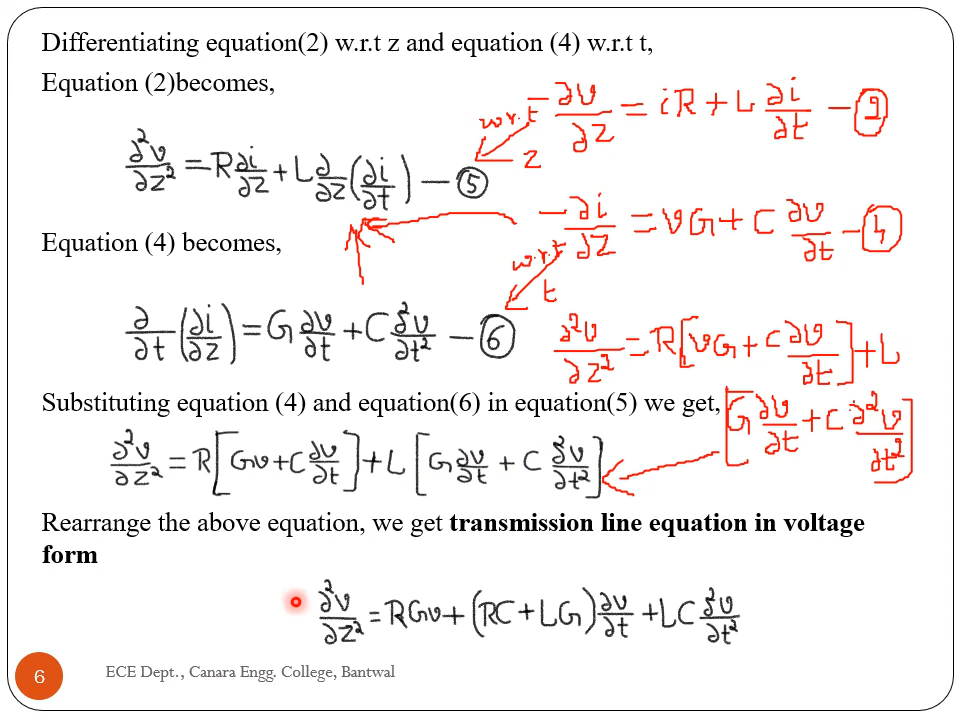 Differentiating equation(2) w.r.t z and equation (4) w.r.t t,
Equation (2)becomes,
w.r.t z
-∂v/∂z = iR + L ∂i/∂t - ②
∂²v/∂z² = R ∂i/∂z + L ∂/∂z (∂i/∂t) - ⑤
-∂i/∂z = vG + C ∂v/∂t - ④
Equation (4) becomes,
w.r.t t
∂/∂t (∂i/∂z) = G ∂v/∂t + C ∂²v/∂t² - ⑥
∂²v/∂z² = R[vG + C ∂v/∂t] + L
[G ∂v/∂t + C ∂²v/∂t²]
Substituting equation (4) and equation(6) in equation(5) we get,
∂²v/∂z² = R[Gv + C ∂v/∂t] + L[G ∂v/∂t + C ∂²v/∂t²]
Rearrange the above equation, we get transmission line equation in voltage
form
∂²v/∂z² = RGv + (RC + LG) ∂v/∂t + LC ∂²v/∂t²
6
ECE Dept., Canara Engg. College, Bantwal